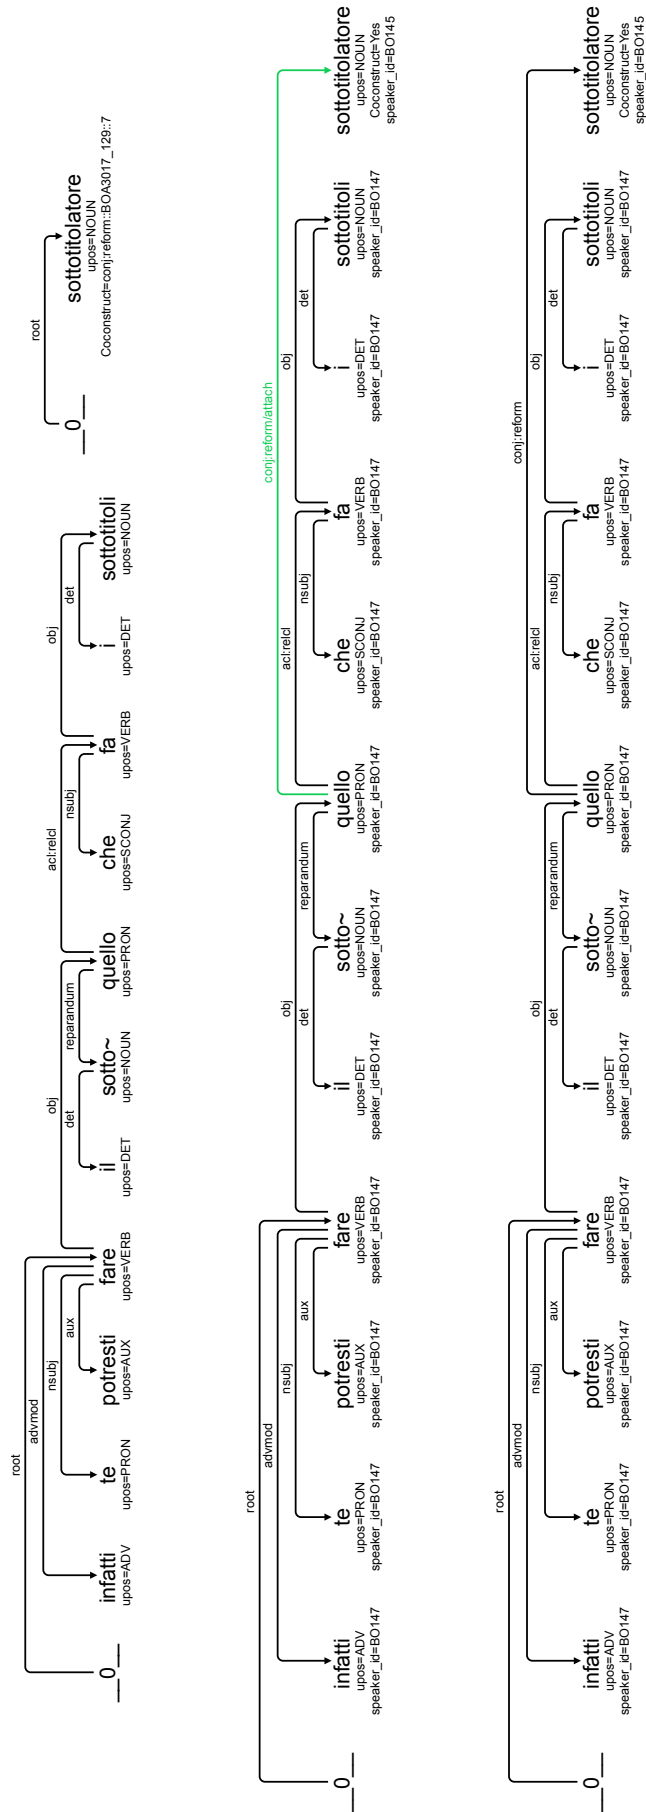 root
advmod
nsubj
aux
obj
det
reparandum
acl:relcl
nsubj
obj
det
root
_0_ infatti te potresti fare il sotto~ quello che fa i sottotitoli _0_ sottotitolatore
upos=ADV upos=PRON upos=AUX upos=VERB upos=DET upos=NOUN upos=PRON upos=SCONJ upos=VERB upos=DET upos=NOUN upos=NOUN
Coconstruct=conj:reform::BOA3017_129::7
conj:reform/attach
root
advmod
nsubj
aux
obj
det
reparandum
acl:relcl
nsubj
obj
det
_0_ infatti te potresti fare il sotto~ quello che fa i sottotitoli sottotitolatore
upos=ADV upos=PRON upos=AUX upos=VERB upos=DET upos=NOUN upos=PRON upos=SCONJ upos=VERB upos=DET upos=NOUN upos=NOUN
speaker_id=BO147 speaker_id=BO147 speaker_id=BO147 speaker_id=BO147 speaker_id=BO147 speaker_id=BO147 speaker_id=BO147 speaker_id=BO147 speaker_id=BO147 speaker_id=BO147 speaker_id=BO147 Coconstruct=Yes
speaker_id=BO145
conj:reform
root
advmod
nsubj
aux
obj
det
reparandum
acl:relcl
nsubj
obj
det
_0_ infatti te potresti fare il sotto~ quello che fa i sottotitoli sottotitolatore
upos=ADV upos=PRON upos=AUX upos=VERB upos=DET upos=NOUN upos=PRON upos=SCONJ upos=VERB upos=DET upos=NOUN upos=NOUN
speaker_id=BO147 speaker_id=BO147 speaker_id=BO147 speaker_id=BO147 speaker_id=BO147 speaker_id=BO147 speaker_id=BO147 speaker_id=BO147 speaker_id=BO147 speaker_id=BO147 speaker_id=BO147 Coconstruct=Yes
speaker_id=BO145